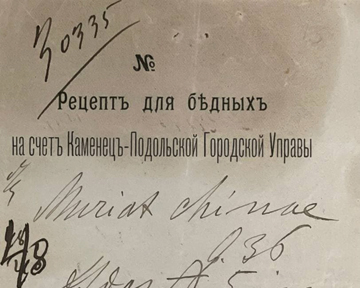 30335
№
Рецептъ для бѣдныхъ
на счетъ Каменецъ-Подольской Городской Управы
Muriat chinae
0.36